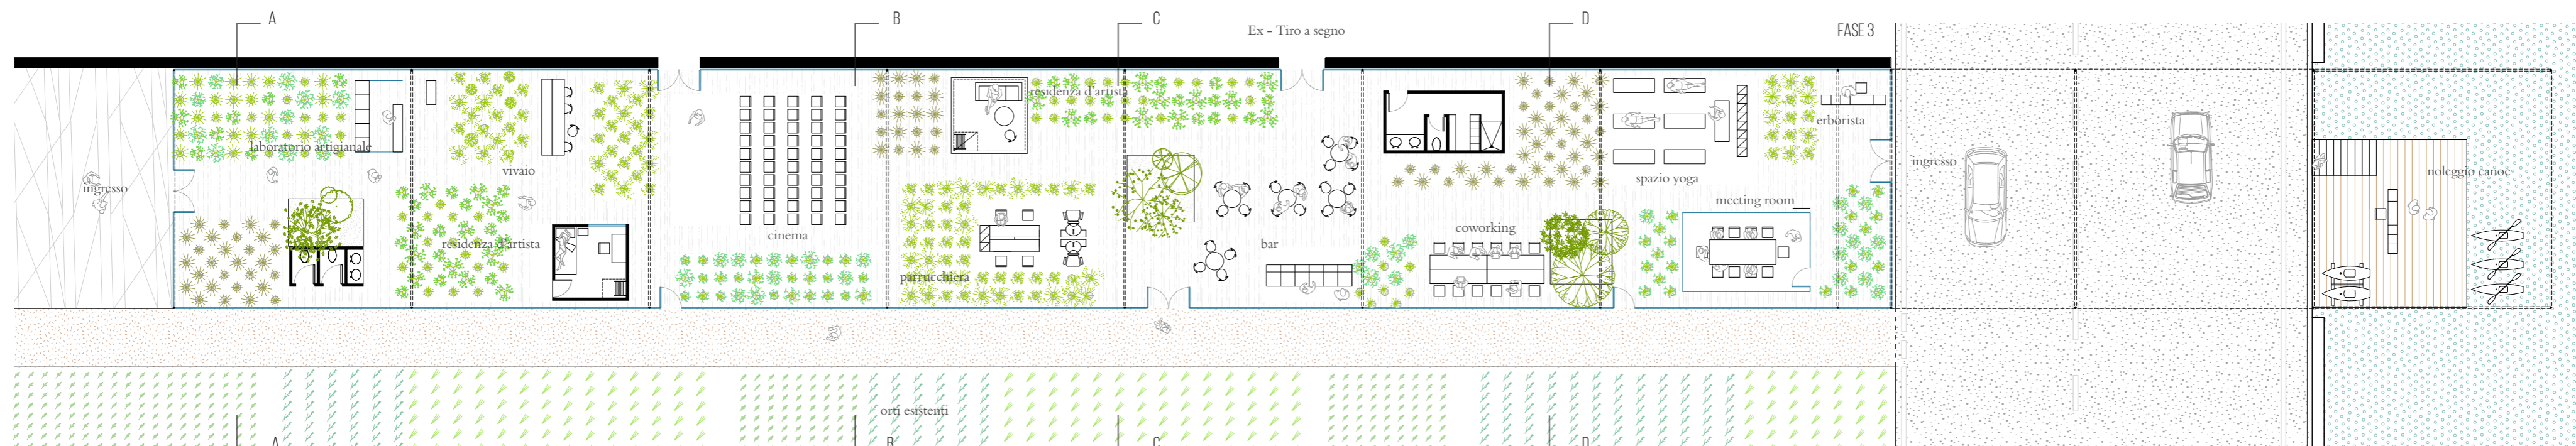 A
B
C
Ex - Tiro a segno
D
FASE 3
residenza d'artista
erborista
laboratorio artigianale
ingresso
vivaio
spazio yoga
ingresso
noleggio canoe
meeting room
coworking
cinema
residenza d'artista
bar
parrucchiera
orti esistenti
A
B
C
D